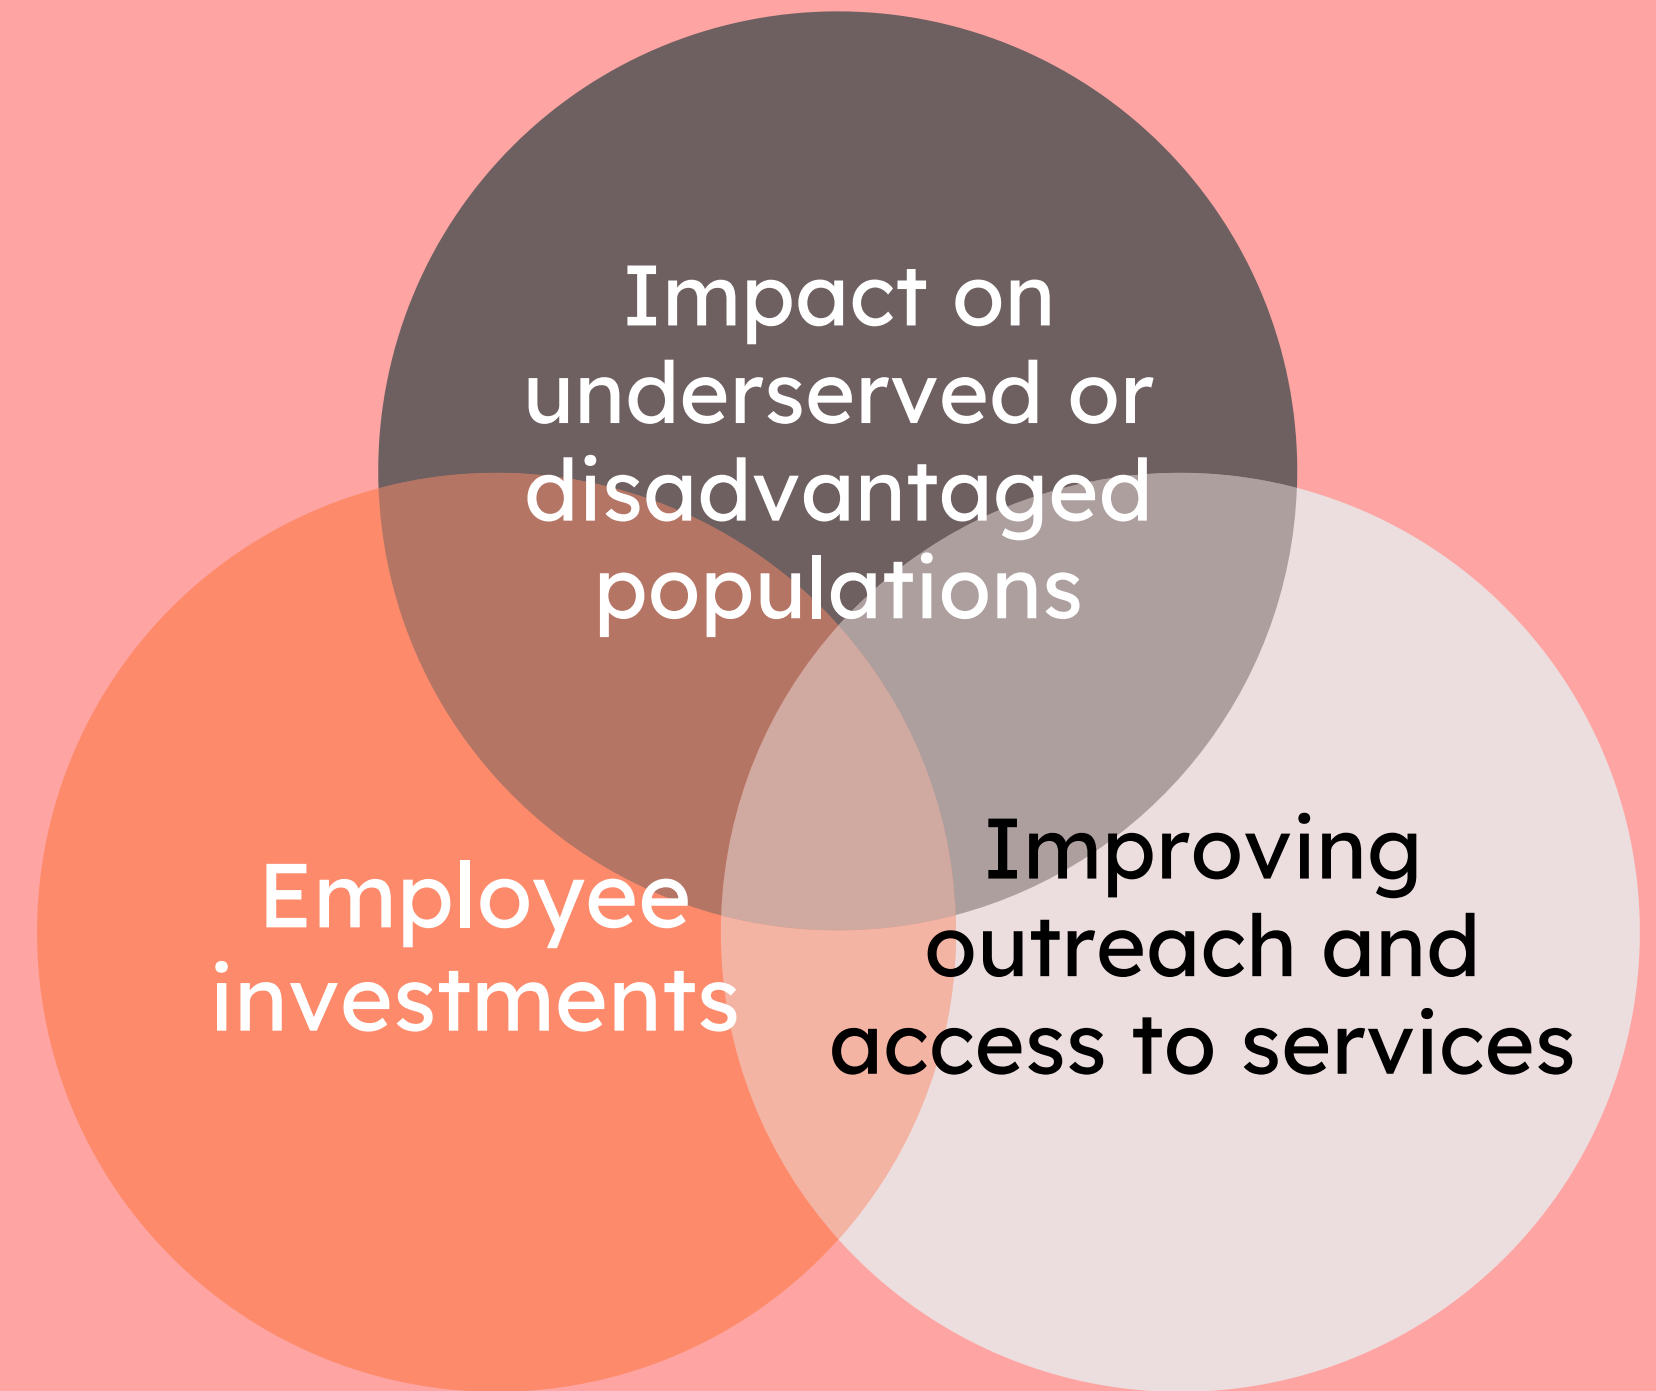 Impact on
underserved or
disadvantaged
populations
Employee
investments
Improving
outreach and
access to services